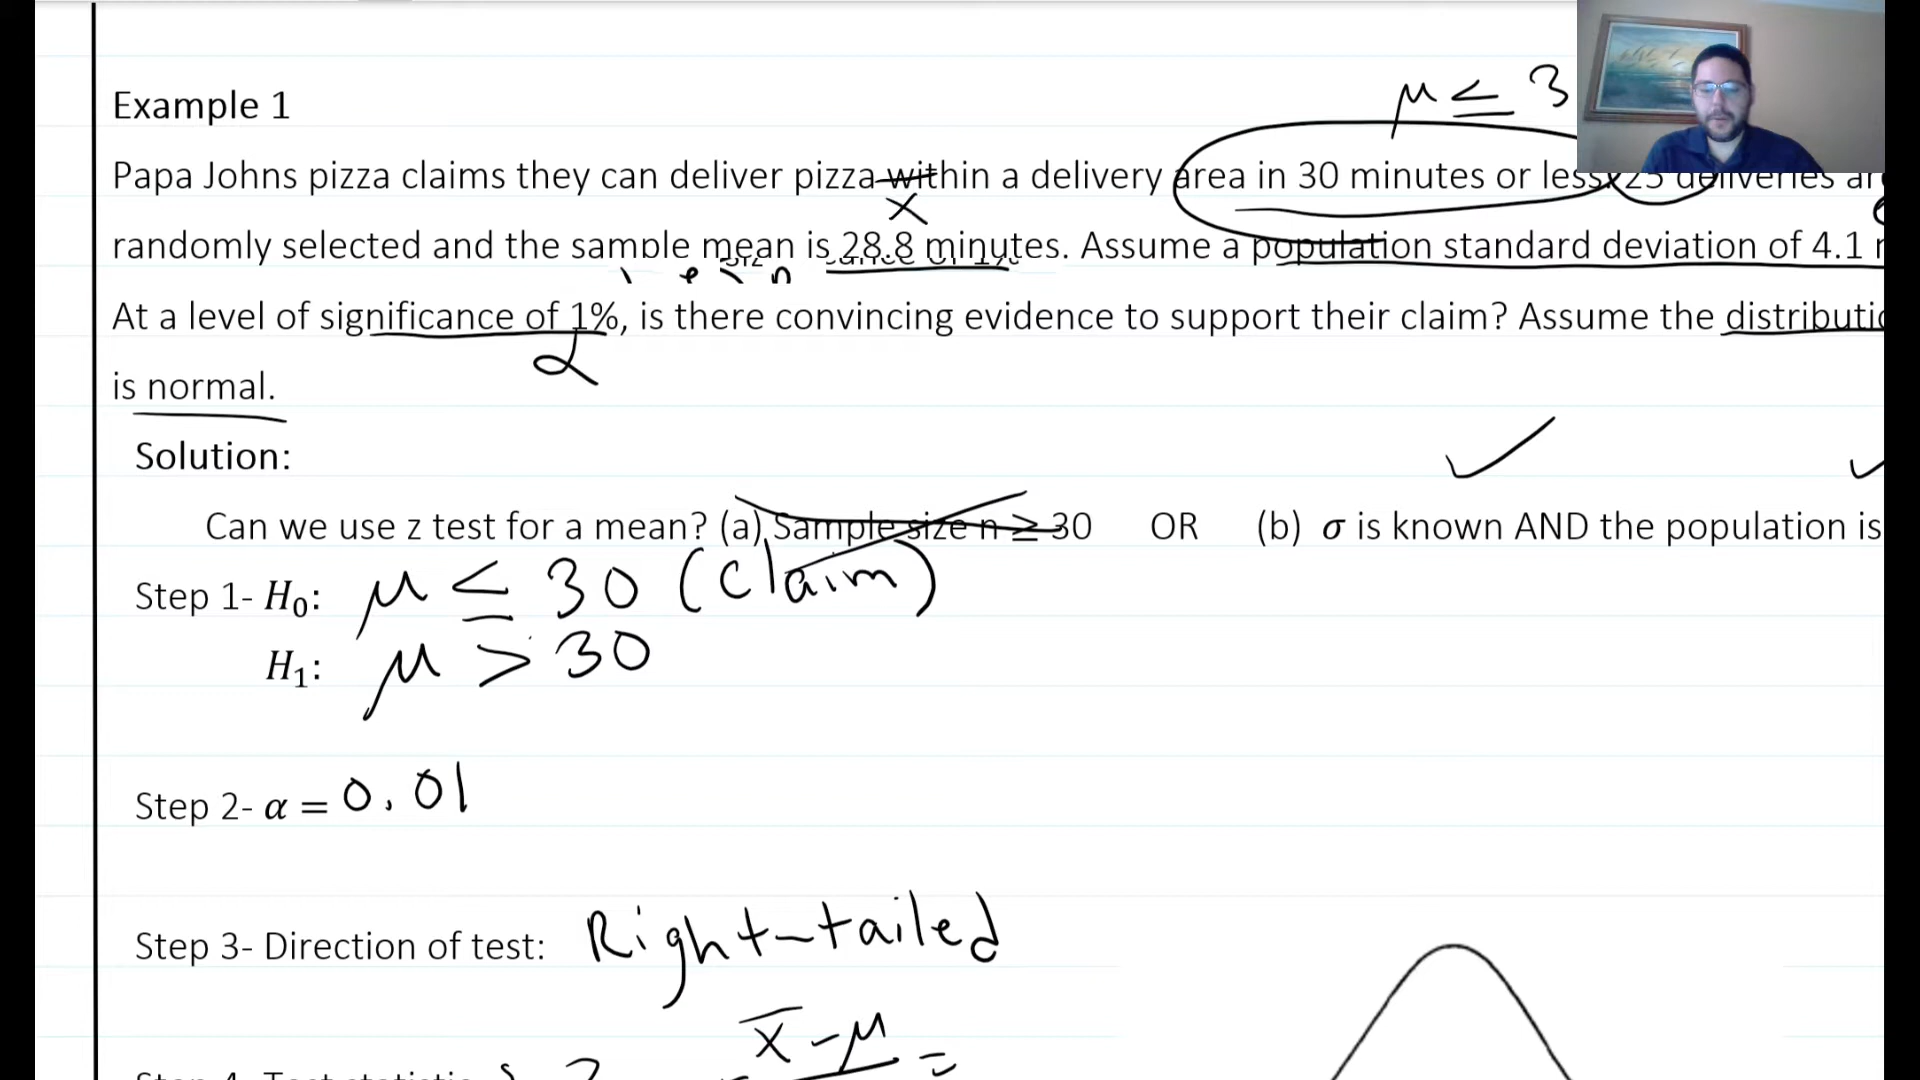 Example 1
μ ≤ 3
Papa Johns pizza claims they can deliver pizza within a delivery area in 30 minutes or less. 25 deliveries
x̄
randomly selected and the sample mean is 28.8 minutes. Assume a population standard deviation of 4.1
At a level of significance of 1%, is there convincing evidence to support their claim? Assume the
α
is normal.
Solution:
Can we use z test for a mean? (a) Sample size n ≥ 30 OR (b) σ is known AND the population is
Step 1- H₀: μ ≤ 30 (claim)
H₁: μ > 30
Step 2- α = 0.01
Step 3- Direction of test: Right-tailed
x̄ - μ
=